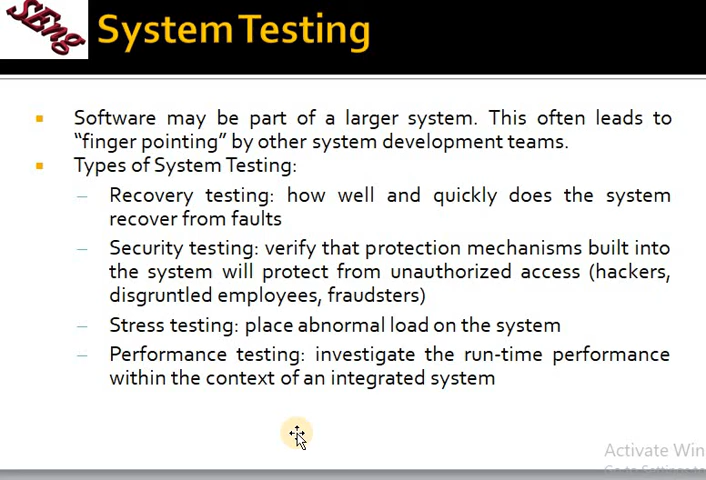 SEng
System Testing
Software may be part of a larger system. This often leads to
“finger pointing” by other system development teams.
Types of System Testing:
– Recovery testing: how well and quickly does the system
recover from faults
– Security testing: verify that protection mechanisms built into
the system will protect from unauthorized access (hackers,
disgruntled employees, fraudsters)
– Stress testing: place abnormal load on the system
– Performance testing: investigate the run-time performance
within the context of an integrated system
Activate Win